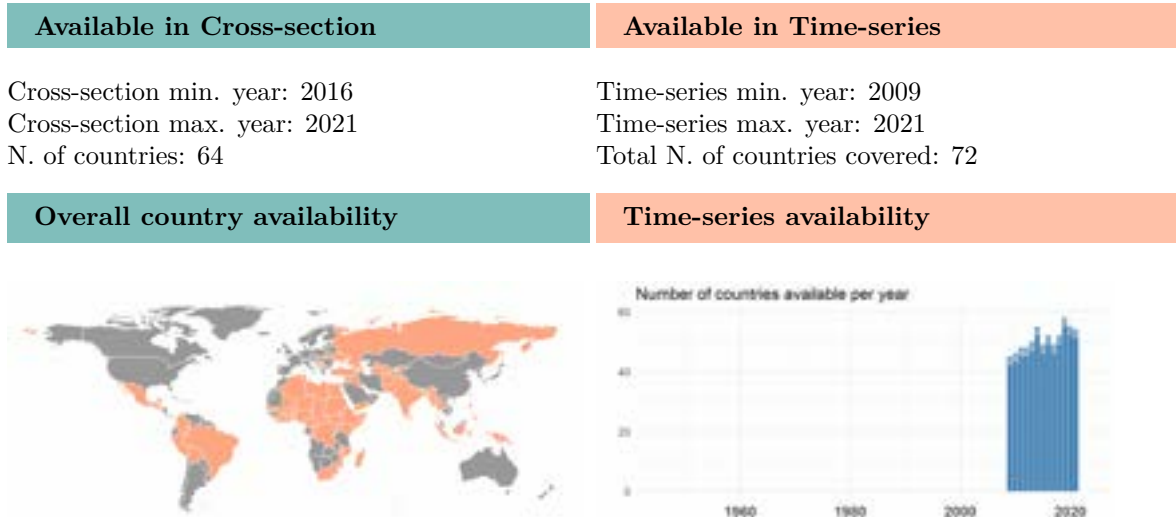 Available in Cross-section
Available in Time-series
Cross-section min. year: 2016
Cross-section max. year: 2021
N. of countries: 64
Time-series min. year: 2009
Time-series max. year: 2021
Total N. of countries covered: 72
Overall country availability
Time-series availability
Number of countries available per year
60
40
20
0
1960
1980
2000
2020